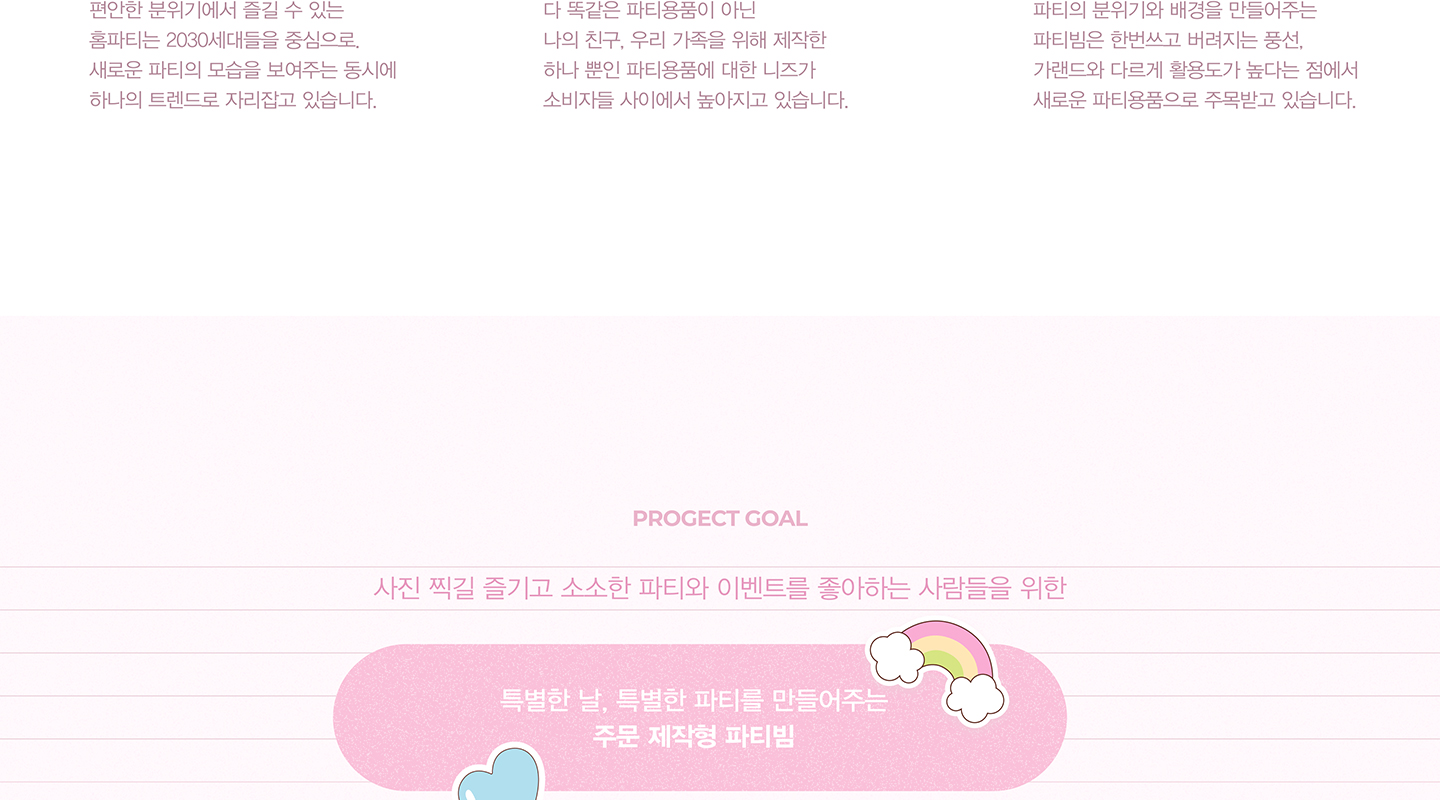 편안한 분위기에서 즐길 수 있는
홈파티는 2030세대들을 중심으로,
새로운 파티의 모습을 보여주는 동시에
하나의 트렌드로 자리잡고 있습니다.
다 똑같은 파티용품이 아닌
나의 친구, 우리 가족을 위해 제작한
하나 뿐인 파티용품에 대한 니즈가
소비자들 사이에서 높아지고 있습니다.
파티의 분위기와 배경을 만들어주는
파티빔은 한번쓰고 버려지는 풍선,
가랜드와 다르게 활용도가 높다는 점에서
새로운 파티용품으로 주목받고 있습니다.
PROGECT GOAL
사진 찍길 즐기고 소소한 파티와 이벤트를 좋아하는 사람들을 위한
특별한 날, 특별한 파티를 만들어주는
주문 제작형 파티빔